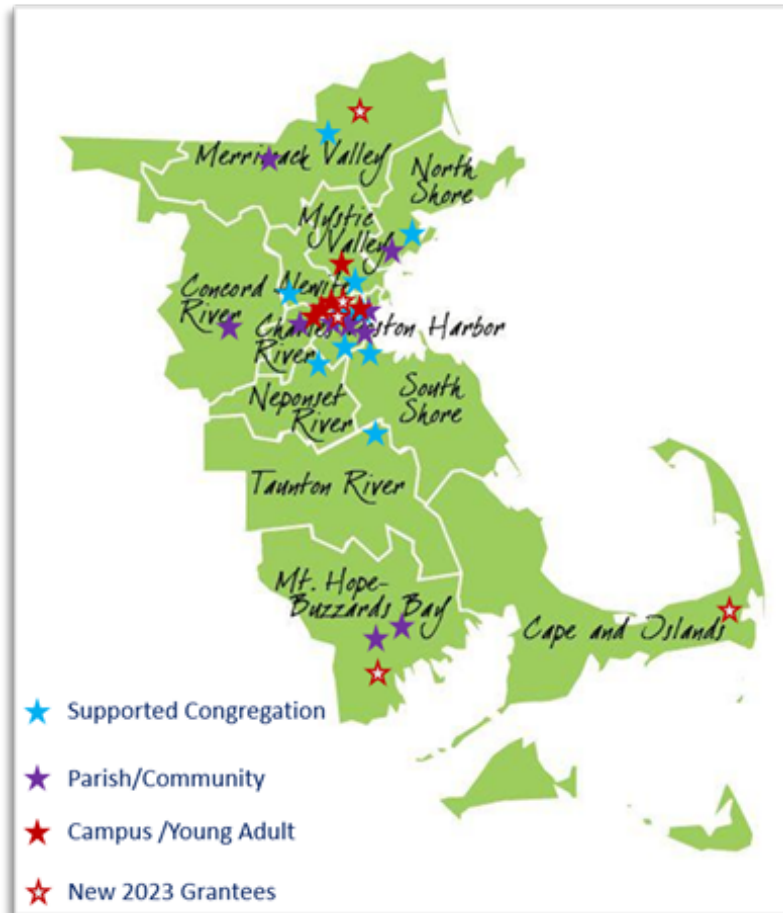 Merrimack Valley
North
Shore
Mystic
Valley
Concord
River
Alewife
Charles
River
Boston Harbor
Neponset
River
South
Shore
Taunton River
Mt. Hope-
Buzzards Bay
Cape and Islands
Supported Congregation
Parish/Community
Campus /Young Adult
New 2023 Grantees